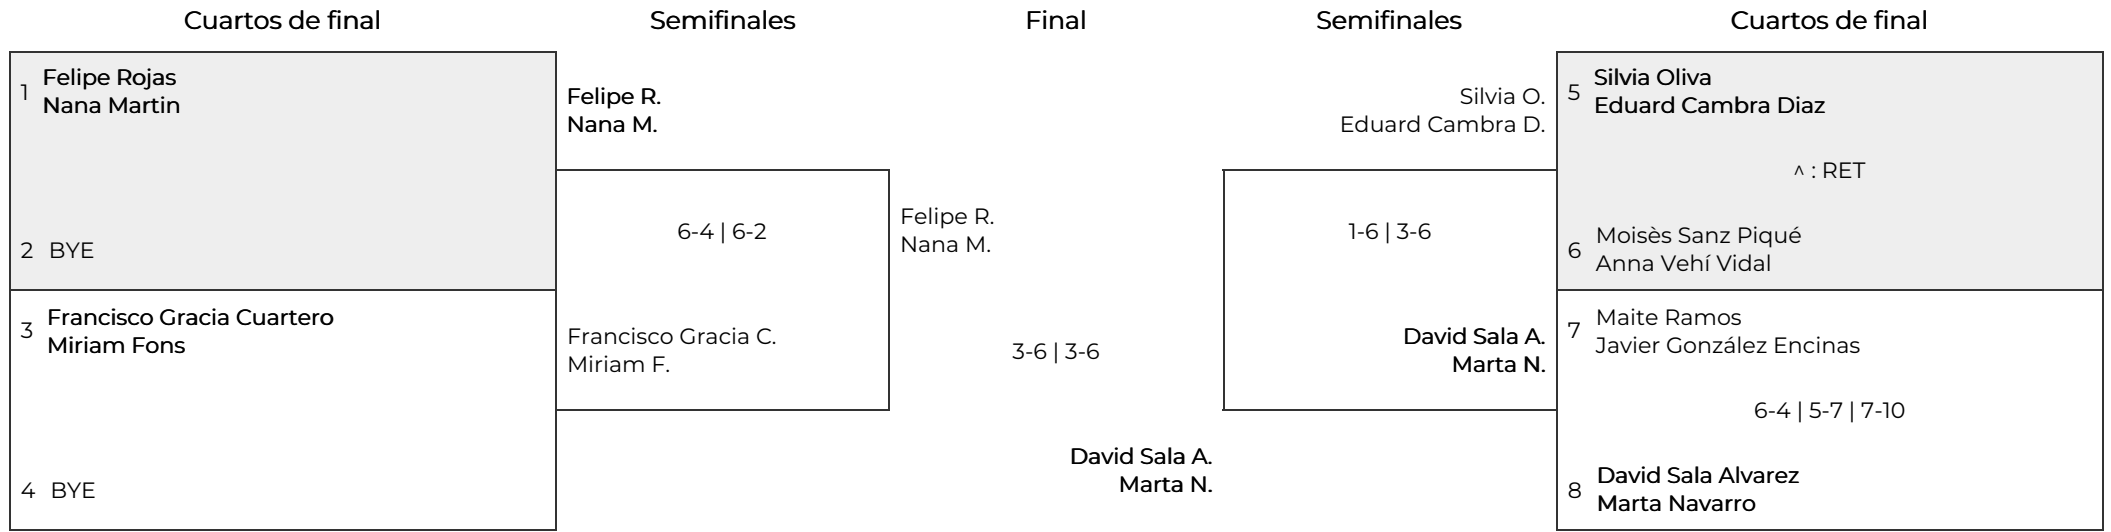 Cuartos de final
Semifinales
Final
Semifinales
Cuartos de final
1
Felipe Rojas
Nana Martin
2 BYE
3
Francisco Gracia Cuartero
Miriam Fons
4 BYE
Felipe R.
Nana M.
6-4 | 6-2
Francisco Gracia C.
Miriam F.
Felipe R.
Nana M.
3-6 | 3-6
David Sala A.
Marta N.
Silvia O.
Eduard Cambra D.
1-6 | 3-6
David Sala A.
Marta N.
5
Silvia Oliva
Eduard Cambra Diaz
^ : RET
6
Moisès Sanz Piqué
Anna Vehí Vidal
7
Maite Ramos
Javier González Encinas
6-4 | 5-7 | 7-10
8
David Sala Alvarez
Marta Navarro